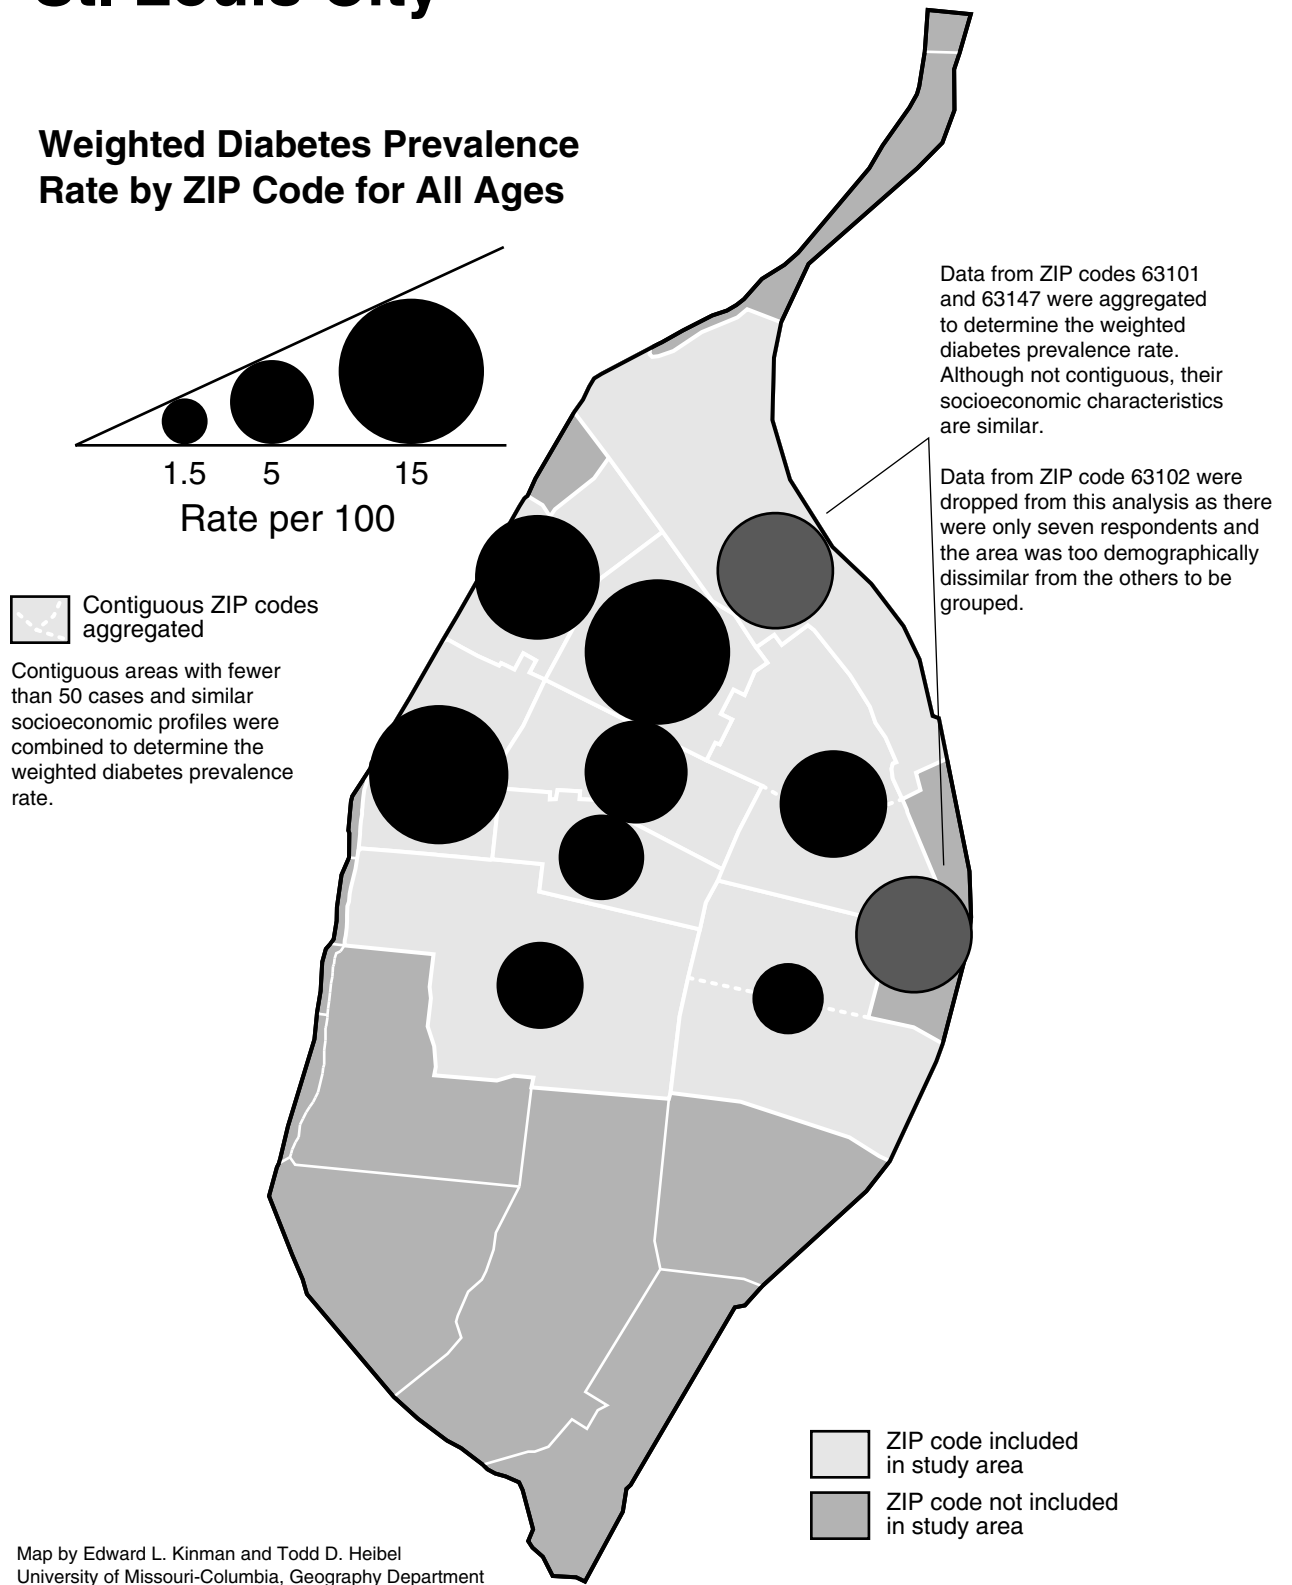 St. Louis City
Weighted Diabetes Prevalence
Rate by ZIP Code for All Ages
1.5
5
15
Rate per 100
Contiguous ZIP codes
aggregated
Contiguous areas with fewer
than 50 cases and similar
socioeconomic profiles were
combined to determine the
weighted diabetes prevalence
rate.
Data from ZIP codes 63101
and 63147 were aggregated
to determine the weighted
diabetes prevalence rate.
Although not contiguous, their
socioeconomic characteristics
are similar.
Data from ZIP code 63102 were
dropped from this analysis as there
were only seven respondents and
the area was too demographically
dissimilar from the others to be
grouped.
ZIP code included
in study area
ZIP code not included
in study area
Map by Edward L. Kinman and Todd D. Heibel
University of Missouri-Columbia, Geography Department